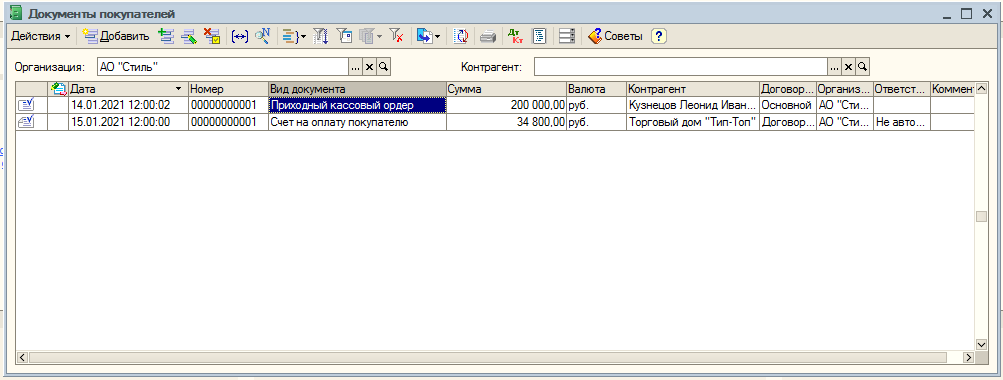 Документы покупателей
Действия Добавить Дт Кт Советы ?
Организация: АО "Стиль" ... x Контрагент: ... x
Дата Номер Вид документа Сумма Валюта Контрагент Договор... Организ... Ответст... Коммент
14.01.2021 12:00:02 00000000001 Приходный кассовый ордер 200 000,00 руб. Кузнецов Леонид Иван... Основной АО "Сти...
15.01.2021 12:00:00 00000000001 Счет на оплату покупателю 34 800,00 руб. Торговый дом "Тип-Топ" Договор... АО "Сти... Не авто...